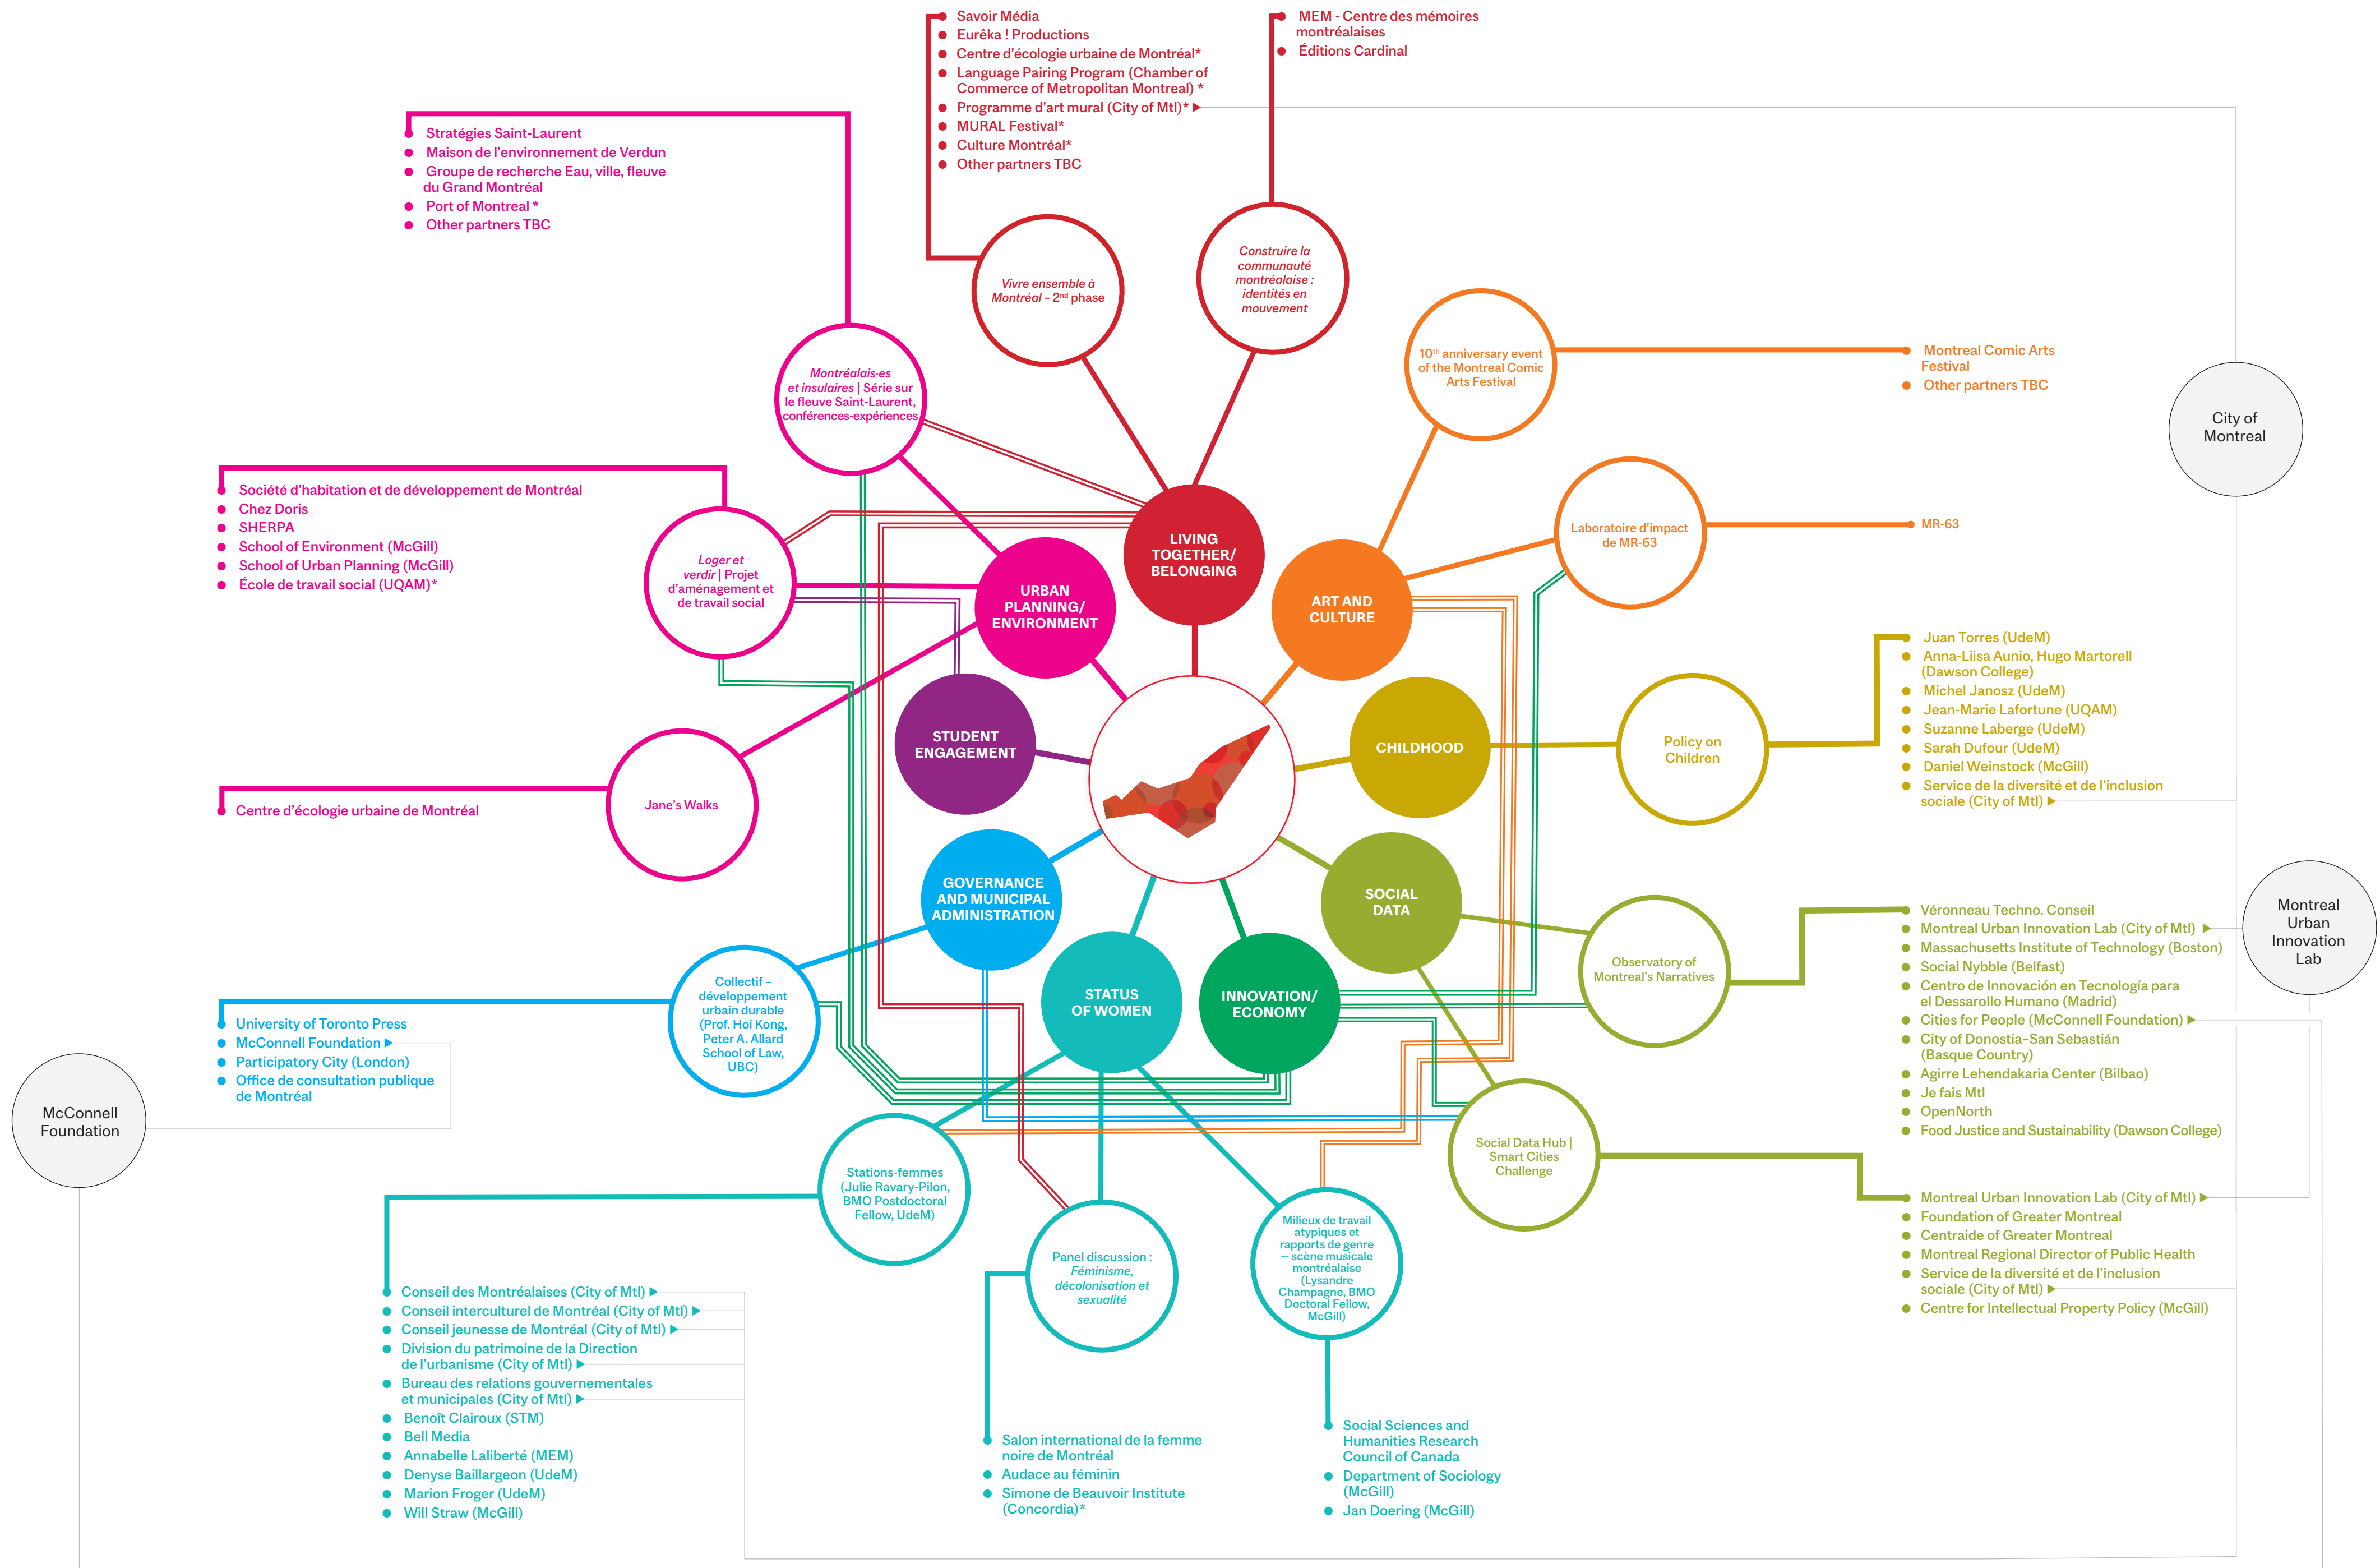 Savoir Média
Eurêka ! Productions
Centre d'écologie urbaine de Montréal*
Language Pairing Program (Chamber of
Commerce of Metropolitan Montreal) *
Programme d'art mural (City of Mtl)*
MURAL Festival*
Culture Montréal*
Other partners TBC
MEM - Centre des mémoires
montréalaises
Éditions Cardinal
Stratégies Saint-Laurent
Maison de l'environnement de Verdun
Groupe de recherche Eau, ville, fleuve
du Grand Montréal
Port of Montreal *
Other partners TBC
Vivre ensemble à
Montréal – 2nd phase
Construire la
communauté
montréalaise :
identités en
mouvement
10th anniversary event
of the Montreal Comic
Arts Festival
Montreal Comic Arts
Festival
Other partners TBC
City of
Montreal
Montréalais·es
et insulaires | Série sur
le fleuve Saint-Laurent,
conférences-expériences
Société d'habitation et de développement de Montréal
Chez Doris
SHERPA
School of Environment (McGill)
School of Urban Planning (McGill)
École de travail social (UQAM)*
Loger et
verdir | Projet
d'aménagement et
de travail social
LIVING
TOGETHER/
BELONGING
URBAN
PLANNING/
ENVIRONMENT
ART AND
CULTURE
Laboratoire d'impact
de MR-63
MR-63
STUDENT
ENGAGEMENT
CHILDHOOD
Policy on
Children
Juan Torres (UdeM)
Anna-Liisa Aunio, Hugo Martorell
(Dawson College)
Michel Janosz (UdeM)
Jean-Marie Lafortune (UQAM)
Suzanne Laberge (UdeM)
Sarah Dufour (UdeM)
Daniel Weinstock (McGill)
Service de la diversité et de l'inclusion
sociale (City of Mtl)
Centre d'écologie urbaine de Montréal
Jane's Walks
GOVERNANCE
AND MUNICIPAL
ADMINISTRATION
SOCIAL
DATA
STATUS
OF WOMEN
INNOVATION/
ECONOMY
Observatory of
Montreal's Narratives
Véronneau Techno. Conseil
Montreal Urban Innovation Lab (City of Mtl)
Massachusetts Institute of Technology (Boston)
Social Nybble (Belfast)
Centro de Innovación en Tecnología para
el Dessarollo Humano (Madrid)
Cities for People (McConnell Foundation)
City of Donostia–San Sebastián
(Basque Country)
Agirre Lehendakaria Center (Bilbao)
Je fais Mtl
OpenNorth
Food Justice and Sustainability (Dawson College)
Montreal
Urban
Innovation
Lab
Collectif –
développement
urbain durable
(Prof. Hoi Kong,
Peter A. Allard
School of Law,
UBC)
University of Toronto Press
McConnell Foundation
Participatory City (London)
Office de consultation publique
de Montréal
McConnell
Foundation
Social Data Hub |
Smart Cities
Challenge
Montreal Urban Innovation Lab (City of Mtl)
Foundation of Greater Montreal
Centraide of Greater Montreal
Montreal Regional Director of Public Health
Service de la diversité et de l'inclusion
sociale (City of Mtl)
Centre for Intellectual Property Policy (McGill)
Stations-femmes
(Julie Ravary-Pilon,
BMO Postdoctoral
Fellow, UdeM)
Panel discussion :
Féminisme,
décolonisation et
sexualité
Milieux de travail
atypiques et
rapports de genre
— scène musicale
montréalaise
(Lysandre
Champagne, BMO
Doctoral Fellow,
McGill)
Conseil des Montréalaises (City of Mtl)
Conseil interculturel de Montréal (City of Mtl)
Conseil jeunesse de Montréal (City of Mtl)
Division du patrimoine de la Direction
de l'urbanisme (City of Mtl)
Bureau des relations gouvernementales
et municipales (City of Mtl)
Benoît Clairoux (STM)
Bell Media
Annabelle Laliberté (MEM)
Denyse Baillargeon (UdeM)
Marion Froger (UdeM)
Will Straw (McGill)
Salon international de la femme
noire de Montréal
Audace au féminin
Simone de Beauvoir Institute
(Concordia)*
Social Sciences and
Humanities Research
Council of Canada
Department of Sociology
(McGill)
Jan Doering (McGill)